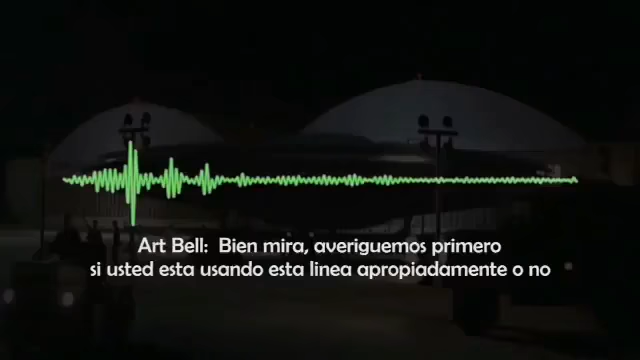 Art Bell: Bien mira, averiguemos primero
si usted esta usando esta linea apropiadamente o no